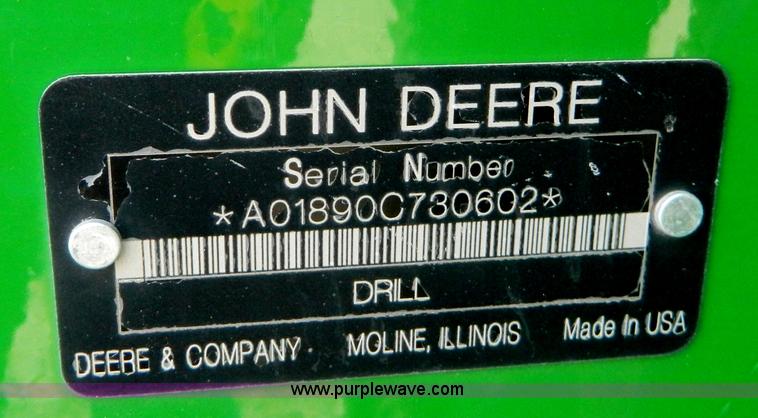 JOHN DEERE
Serial Number
*A01890C730602*
DRILL
DEERE & COMPANY MOLINE, ILLINOIS Made in USA
www.purplewave.com